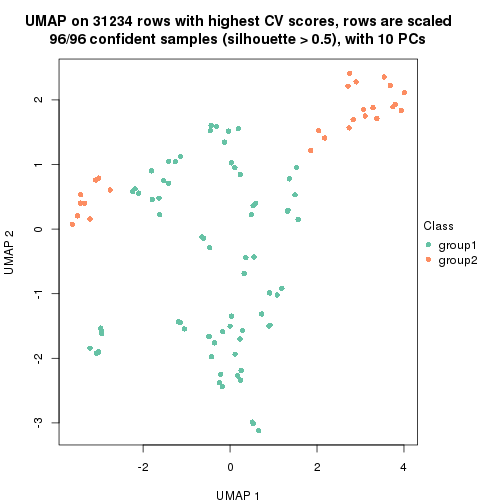 UMAP on 31234 rows with highest CV scores, rows are scaled
96/96 confident samples (silhouette > 0.5), with 10 PCs
2
1
0
-1
-2
-3
UMAP 2
-2
0
2
4
UMAP 1
Class
group1
group2